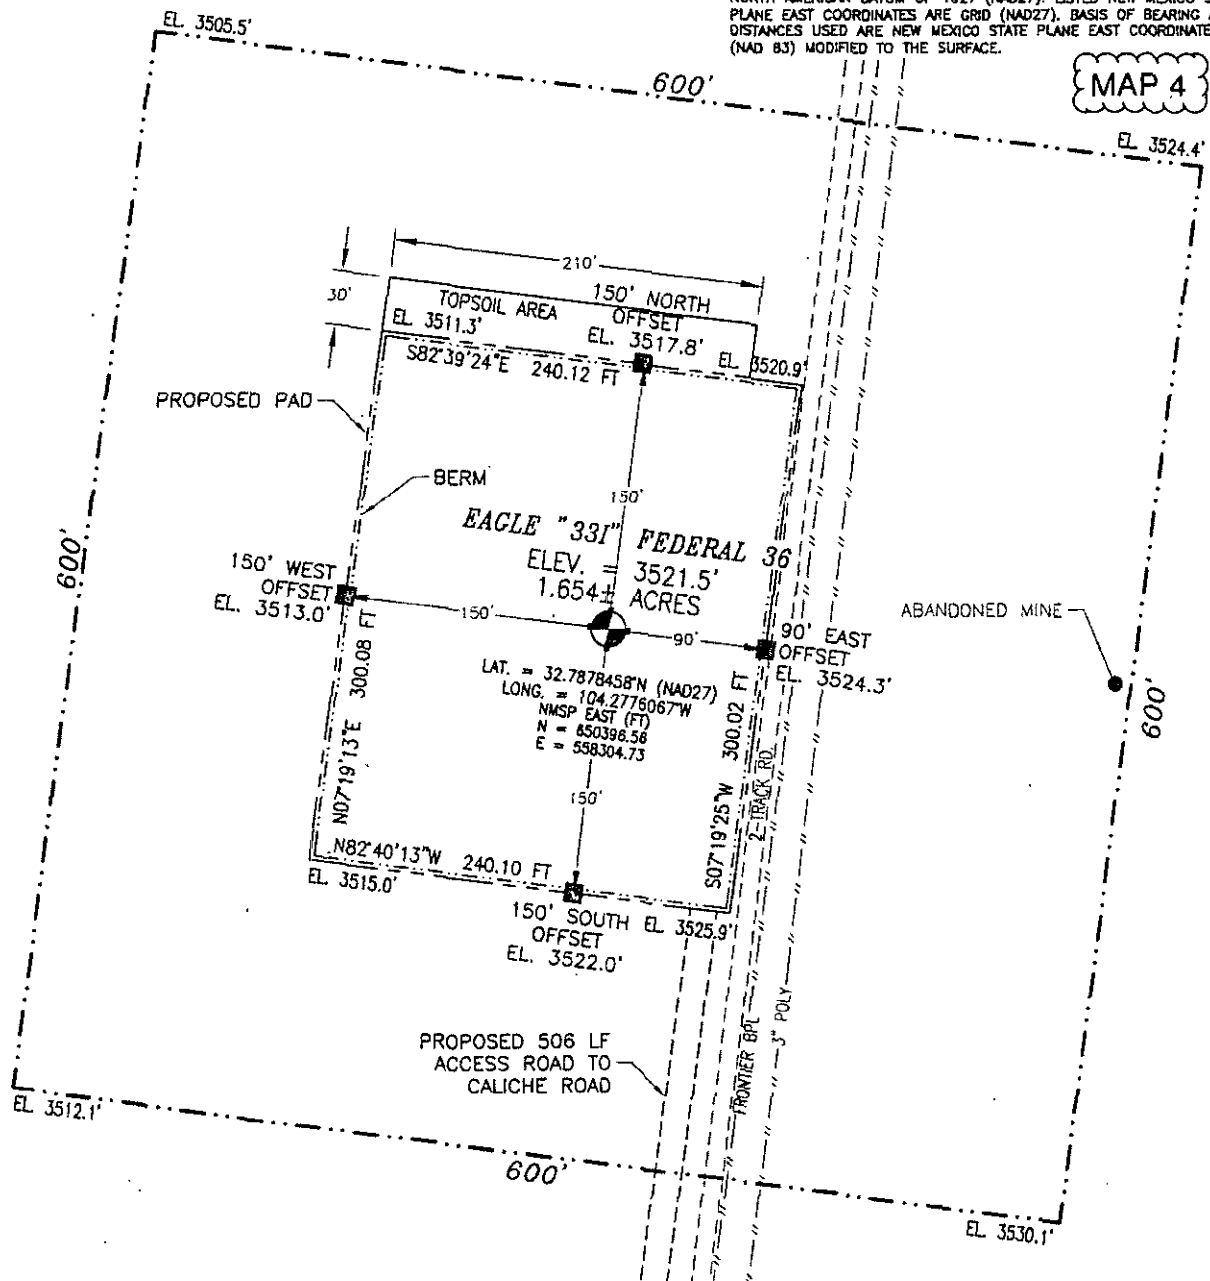 PLANE EAST COORDINATES ARE GRID (NAD27). BASIS OF BEARING
DISTANCES USED ARE NEW MEXICO STATE PLANE EAST COORDINATE
(NAD 83) MODIFIED TO THE SURFACE.
MAP 4
EL. 3505.5'
600'
EL. 3524.4'
210'
30'
TOPSOIL AREA
150' NORTH
OFFSET
EL. 3517.8'
EL. 3511.3'
EL. 3520.9'
S82°39'24"E 240.12 FT
PROPOSED PAD
BERM
150'
EAGLE "33I" FEDERAL 36
ELEV. = 3521.5'
1.654± ACRES
600'
150' WEST
OFFSET
EL. 3513.0'
150'
90'
90' EAST
OFFSET
EL. 3524.3'
ABANDONED MINE
LAT. = 32.7878458°N (NAD27)
LONG. = 104.2776067°W
NMSP EAST (FT)
N = 650396.56
E = 558304.73
N07°19'13"E 300.08 FT
S07°19'25"W 300.02 FT
2-TRACK RD.
600'
150'
N82°40'13"W 240.10 FT
EL. 3515.0'
150' SOUTH
OFFSET
EL. 3522.0'
EL. 3525.9'
PROPOSED 506 LF
ACCESS ROAD TO
CALICHE ROAD
FRONTIER BPL
3" POLY
EL. 3512.1'
600'
EL. 3530.1'